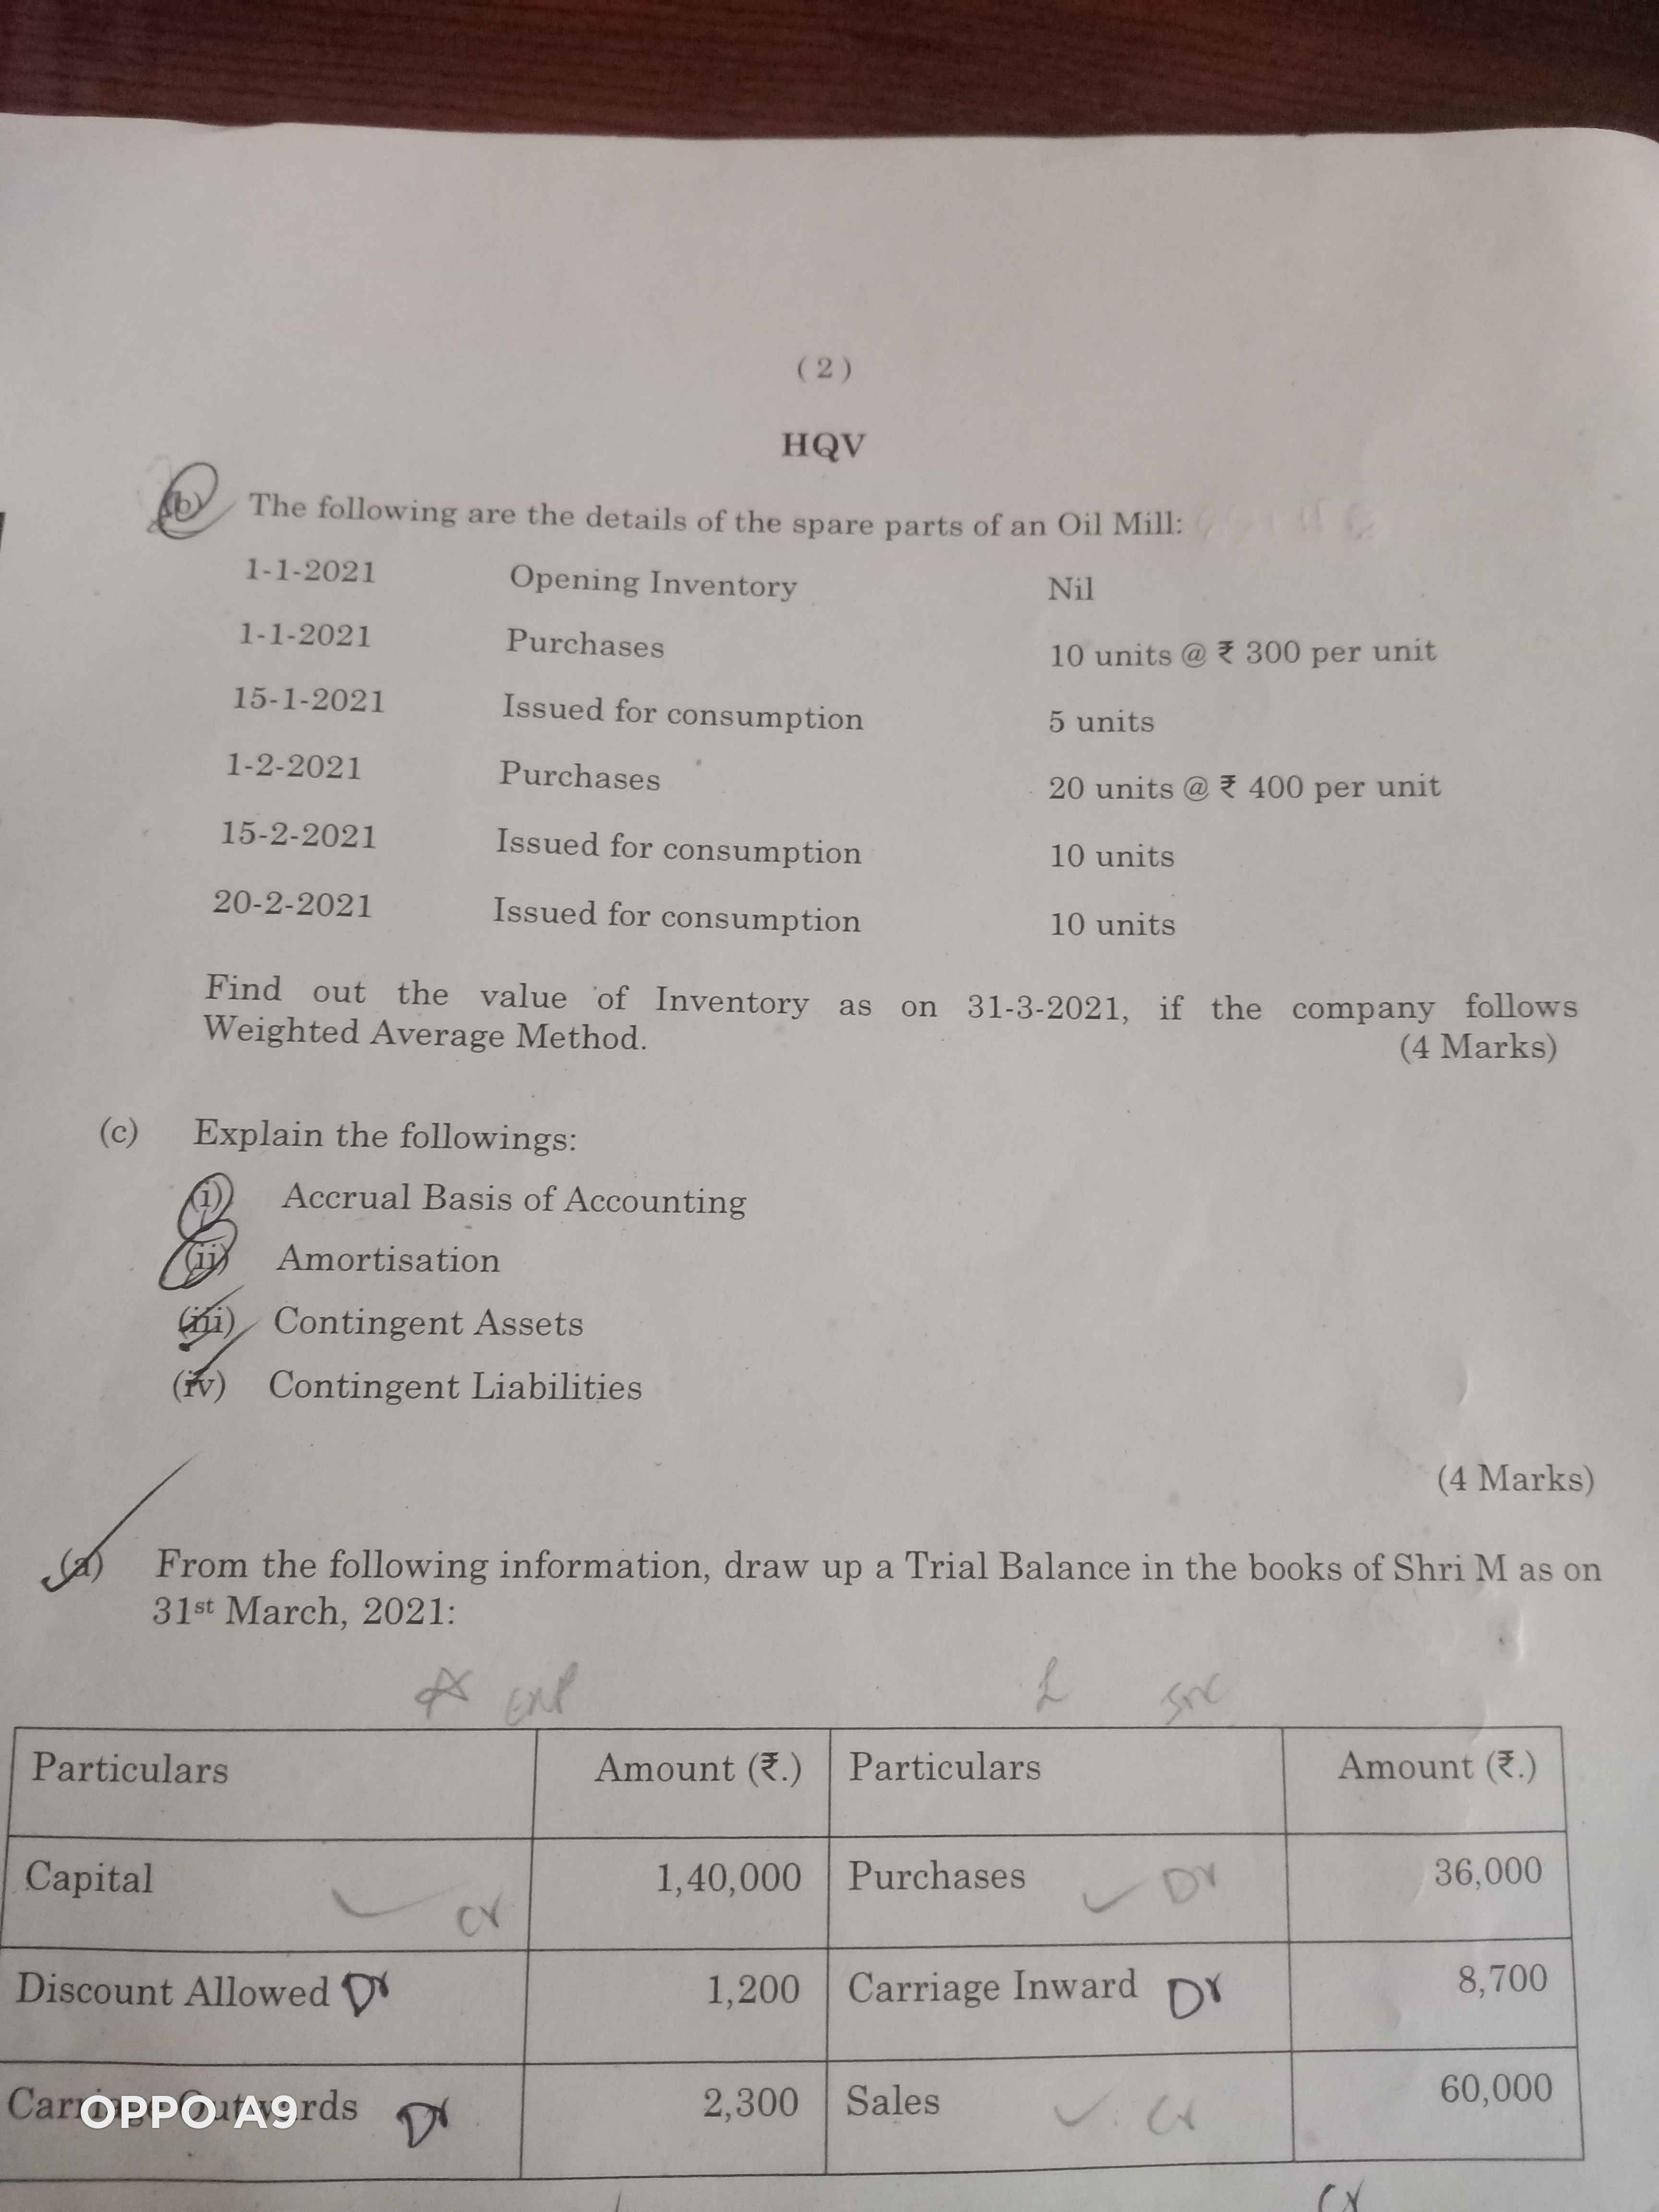 ( 2 )
HQV
(b) The following are the details of the spare parts of an Oil Mill:
1-1-2021 Opening Inventory Nil
1-1-2021 Purchases 10 units @ ₹ 300 per unit
15-1-2021 Issued for consumption 5 units
1-2-2021 Purchases 20 units @ ₹ 400 per unit
15-2-2021 Issued for consumption 10 units
20-2-2021 Issued for consumption 10 units
Find out the value of Inventory as on 31-3-2021, if the company follows
Weighted Average Method. (4 Marks)
(c) Explain the followings:
(i) Accrual Basis of Accounting
(ii) Amortisation
(iii) Contingent Assets
(iv) Contingent Liabilities
(4 Marks)
(a) From the following information, draw up a Trial Balance in the books of Shri M as on
31st March, 2021:
Exp L Inc
Particulars Amount (₹.) Particulars Amount (₹.)
Capital Cr 1,40,000 Purchases Dr 36,000
Discount Allowed Dr 1,200 Carriage Inward Dr 8,700
Carriage Outwards Dr 2,300 Sales Cr 60,000
Cr
OPPO A9